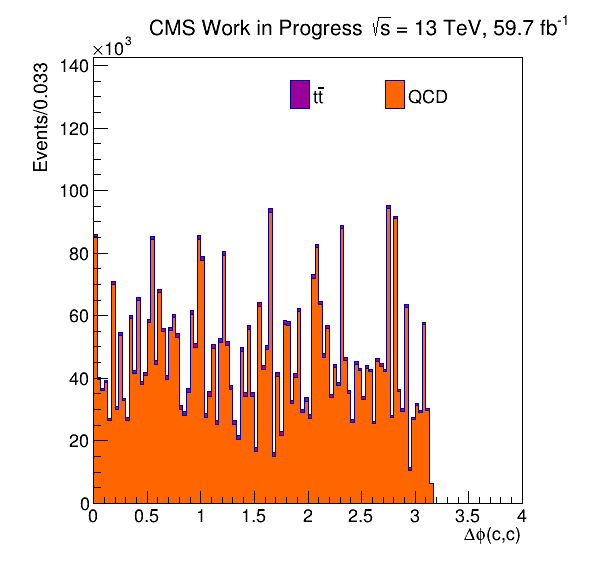 CMS Work in Progress √s = 13 TeV, 59.7 fb⁻¹
×10³
Events/0.033
140
120
100
80
60
40
20
0
tt̄
QCD
0 0.5 1 1.5 2 2.5 3 3.5 4
Δϕ(c,c)